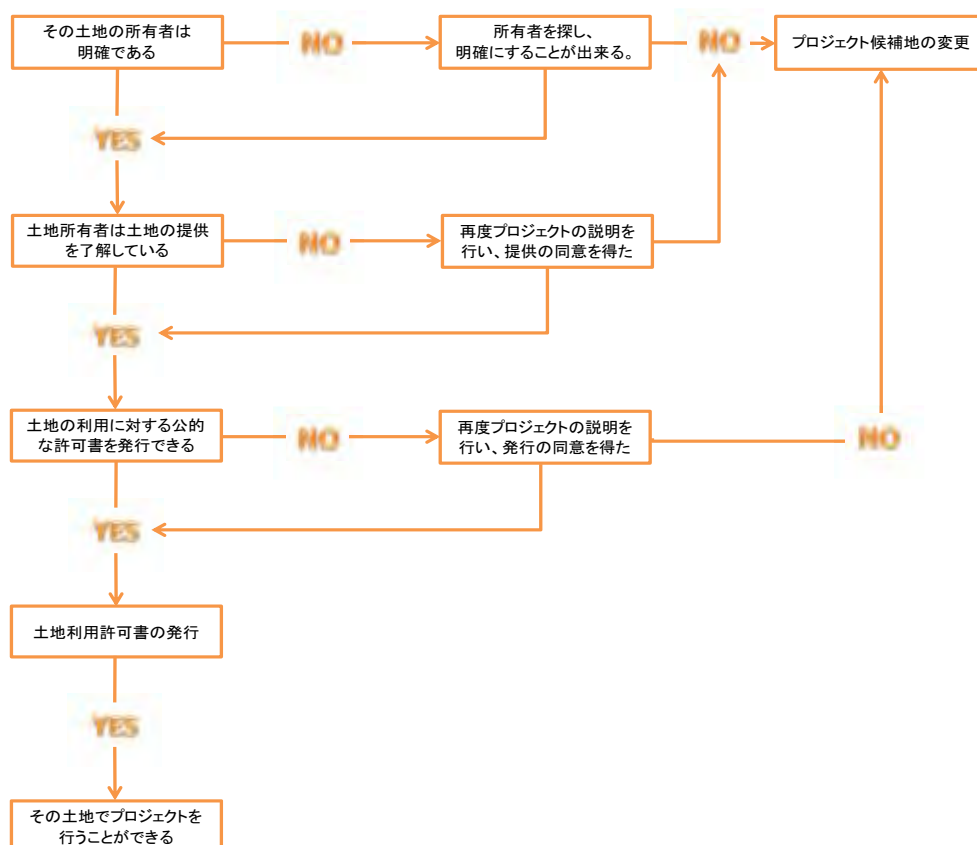 その土地の所有者は
明確である
NO
所有者を探し、
明確にすることが出来る。
NO
プロジェクト候補地の変更
YES
土地所有者は土地の提供
を了解している
NO
再度プロジェクトの説明を
行い、提供の同意を得た
YES
土地の利用に対する公的
な許可書を発行できる
NO
再度プロジェクトの説明を
行い、発行の同意を得た
NO
YES
土地利用許可書の発行
YES
その土地でプロジェクトを
行うことができる